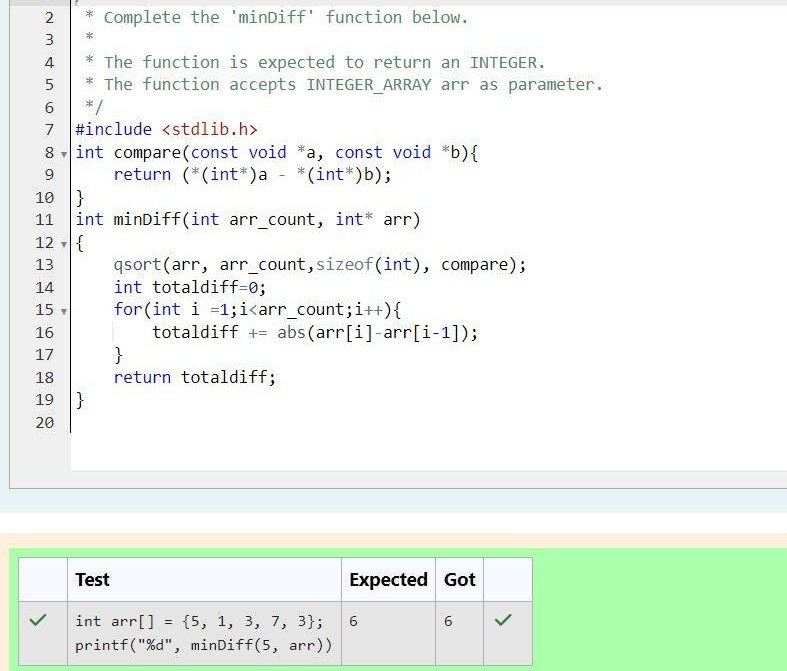 2 * Complete the 'minDiff' function below.
3 *
4 * The function is expected to return an INTEGER.
5 * The function accepts INTEGER_ARRAY arr as parameter.
6 */
7 #include <stdlib.h>
8 int compare(const void *a, const void *b){
9 return (*(int*)a - *(int*)b);
10 }
11 int minDiff(int arr_count, int* arr)
12 {
13 qsort(arr, arr_count,sizeof(int), compare);
14 int totaldiff=0;
15 for(int i =1;i<arr_count;i++){
16 totaldiff += abs(arr[i]-arr[i-1]);
17 }
18 return totaldiff;
19 }
20
Test Expected Got
int arr[] = {5, 1, 3, 7, 3}; 6 6
printf("%d", minDiff(5, arr))